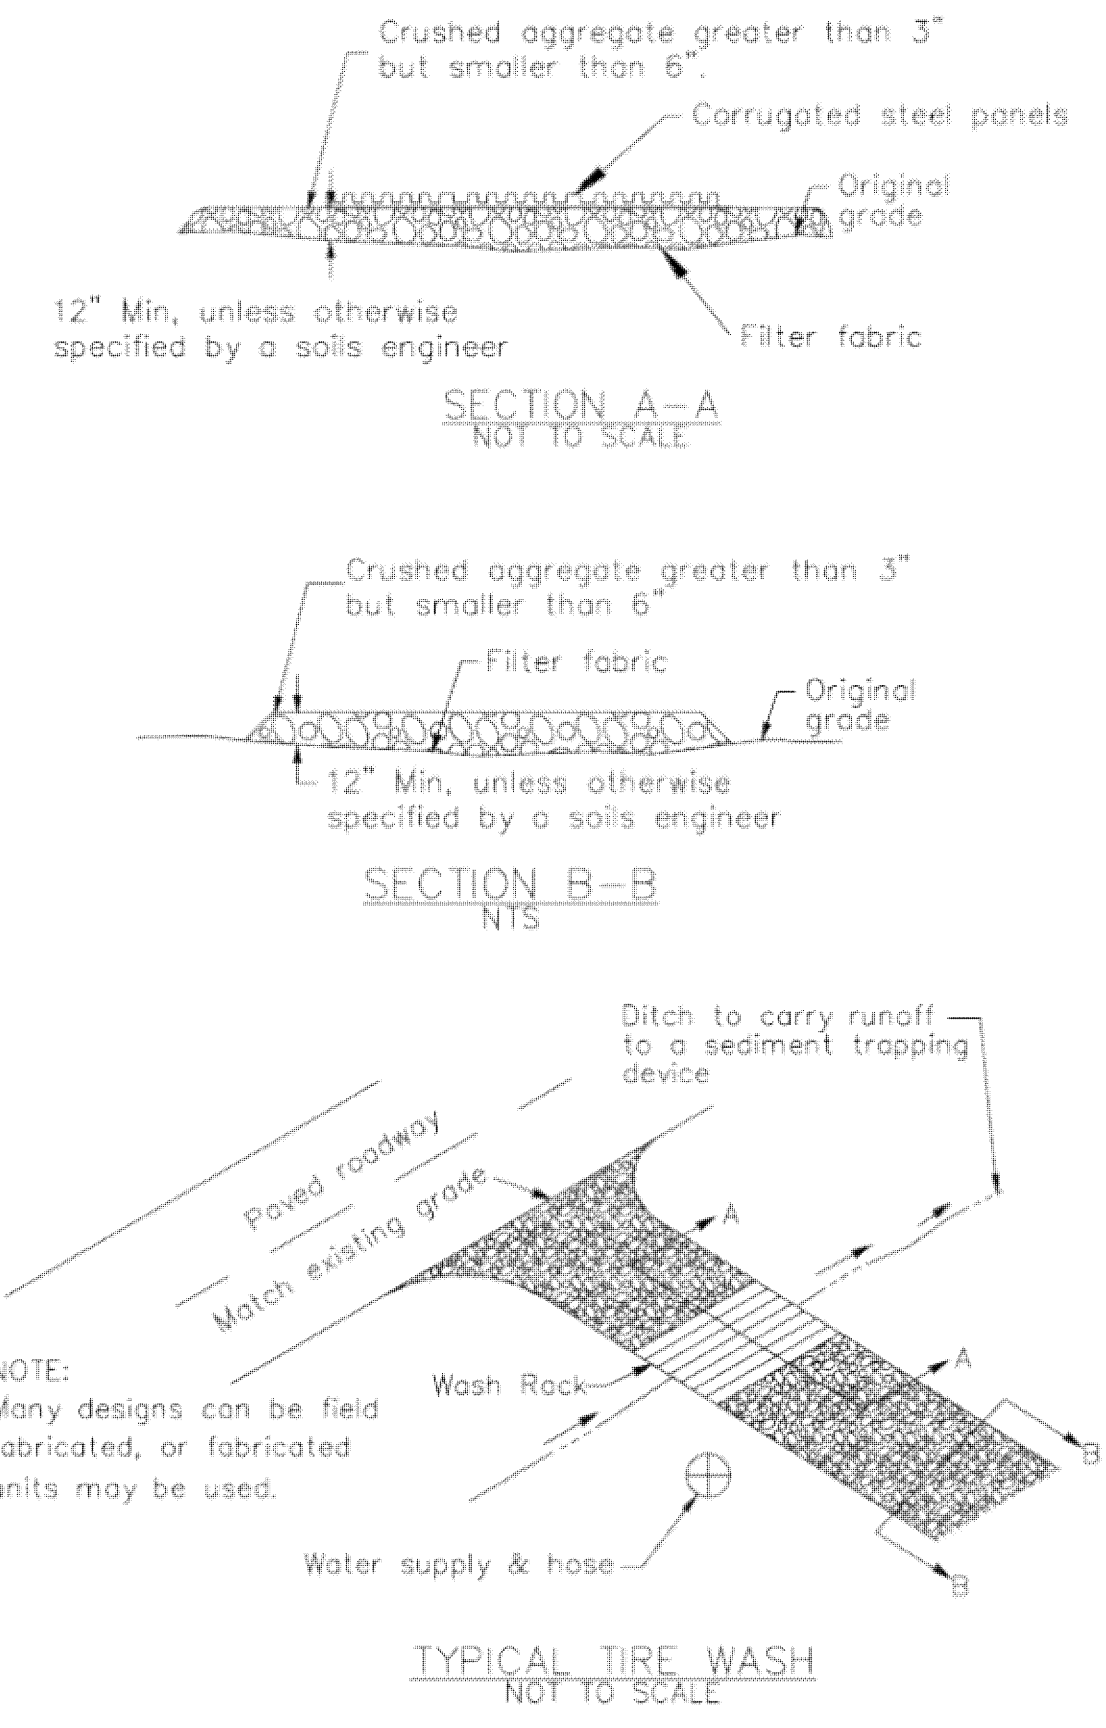 Crushed aggregate greater than 3"
but smaller than 6".
Corrugated steel panels
Original
grade
12" Min, unless otherwise
specified by a soils engineer
Filter fabric
SECTION A-A
NOT TO SCALE
Crushed aggregate greater than 3"
but smaller than 6"
Filter fabric
Original
grade
12" Min, unless otherwise
specified by a soils engineer
SECTION B-B
NTS
Ditch to carry runoff
to a sediment trapping
device
Paved roadway
Match existing grade
A
NOTE:
Many designs can be field
fabricated, or fabricated
units may be used.
Wash Rack
A
B
Water supply & hose
B
TYPICAL TIRE WASH
NOT TO SCALE